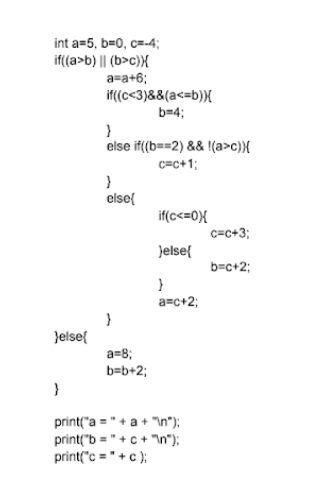 int a=5, b=0, c=-4;
if((a>b) || (b>c)){
a=a+6;
if((c<3)&&(a<=b)){
b=4;
}
else if((b==2) && !(a>c)){
c=c+1;
}
else{
if(c<=0){
c=c+3;
}else{
b=c+2;
}
a=c+2;
}
}else{
a=8;
b=b+2;
}
print("a = " + a + "\n");
print("b = " + c + "\n");
print("c = " + c );